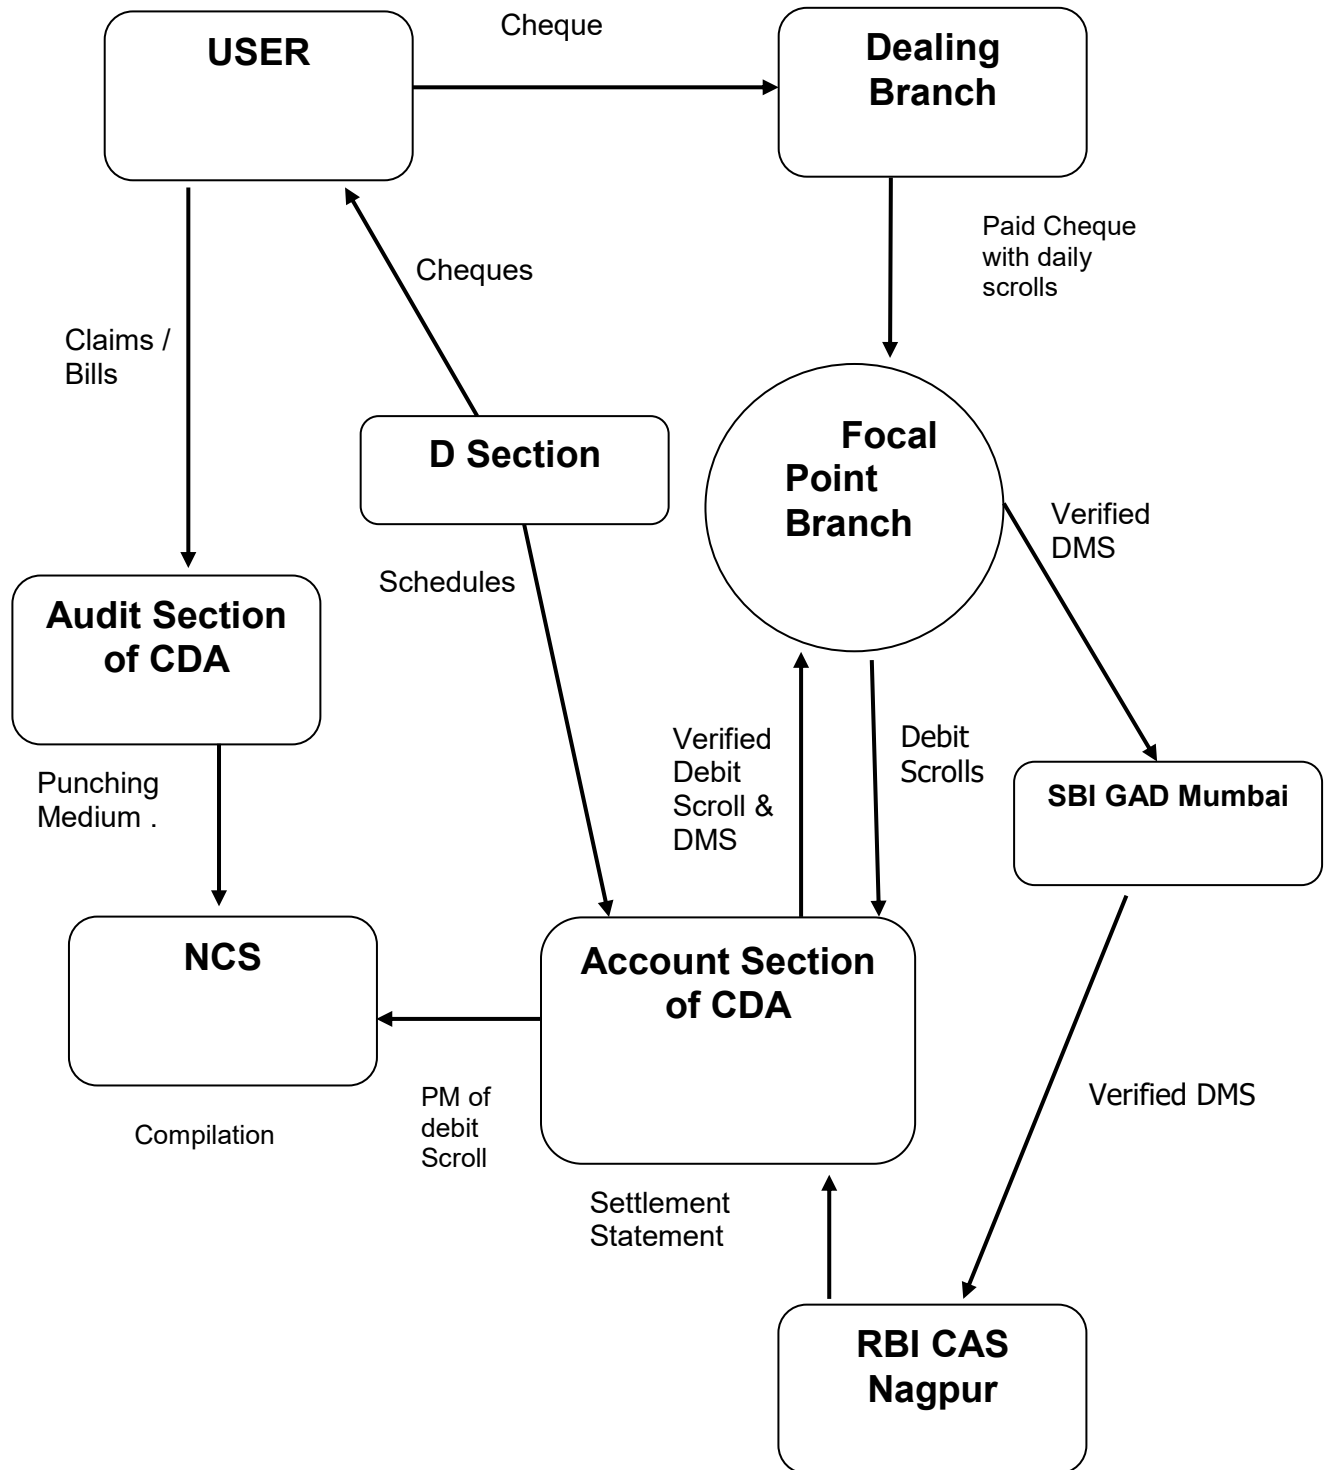 Cheque
USER
Dealing
Branch
Paid Cheque
with daily
scrolls
Cheques
Claims /
Bills
D Section
Focal
Point
Branch
Verified
DMS
Schedules
Audit Section
of CDA
Verified
Debit
Scroll &
DMS
Debit
Scrolls
Punching
Medium .
SBI GAD Mumbai
NCS
Account Section
of CDA
PM of
debit
Scroll
Verified DMS
Compilation
Settlement
Statement
RBI CAS
Nagpur